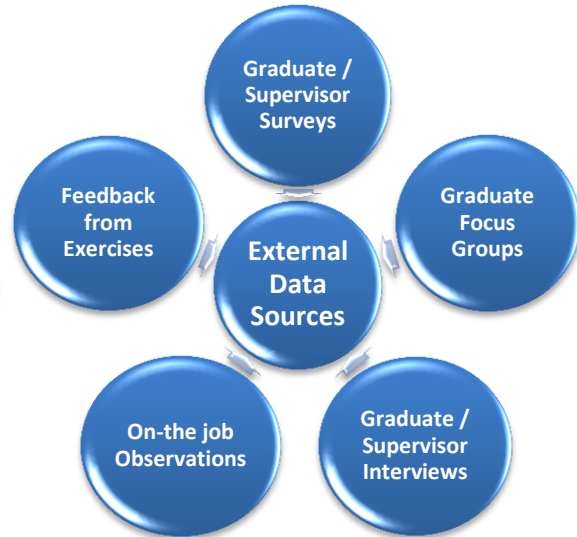 Graduate /
Supervisor
Surveys
Feedback
from
Exercises
Graduate
Focus
Groups
External
Data
Sources
On-the job
Observations
Graduate /
Supervisor
Interviews